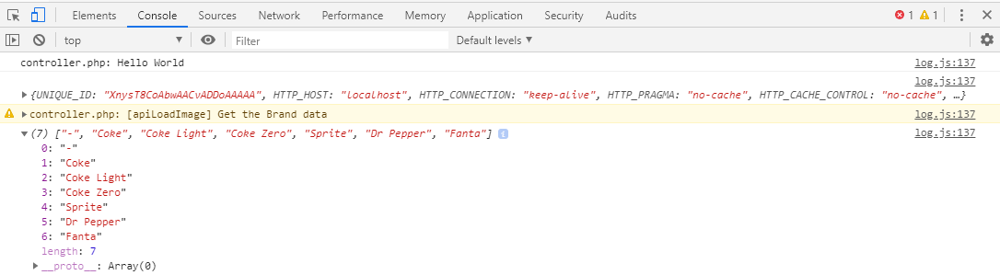 Elements Console Sources Network Performance Memory Application Security Audits 1 1
top Filter Default levels
controller.php: Hello World log.js:137
log.js:137
{UNIQUE_ID: "XnysT8CoAbwAACvADDoAAAAA", HTTP_HOST: "localhost", HTTP_CONNECTION: "keep-alive", HTTP_PRAGMA: "no-cache", HTTP_CACHE_CONTROL: "no-cache", …}
controller.php: [apiLoadImage] Get the Brand data log.js:137
(7) ["-", "Coke", "Coke Light", "Coke Zero", "Sprite", "Dr Pepper", "Fanta"] i log.js:137
0: "-"
1: "Coke"
2: "Coke Light"
3: "Coke Zero"
4: "Sprite"
5: "Dr Pepper"
6: "Fanta"
length: 7
__proto__: Array(0)